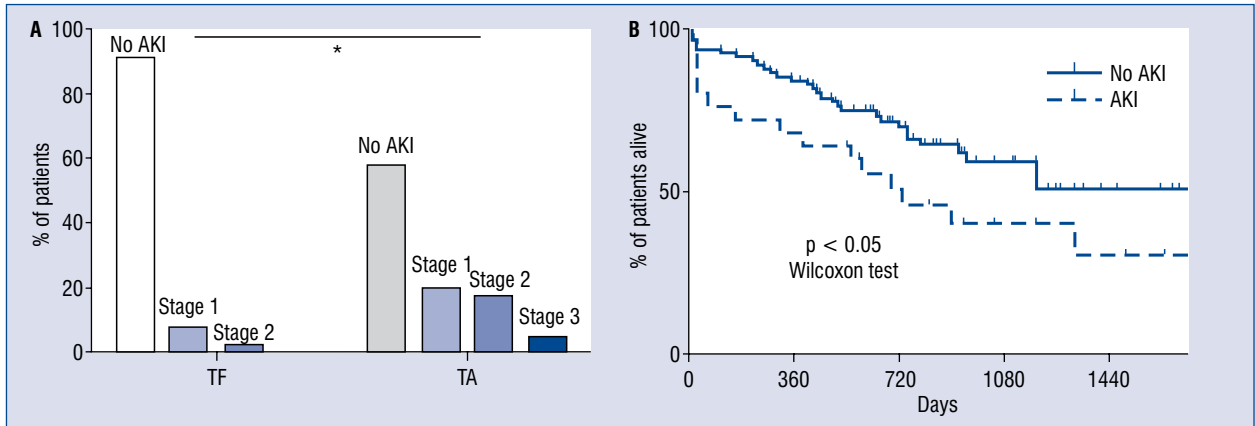 A
100
80
60
40
20
0
% of patients
No AKI
*
Stage 1
Stage 2
No AKI
Stage 1
Stage 2
Stage 3
TF
TA
B
100
50
0
% of patients alive
No AKI
AKI
p < 0.05
Wilcoxon test
0
360
720
1080
1440
Days